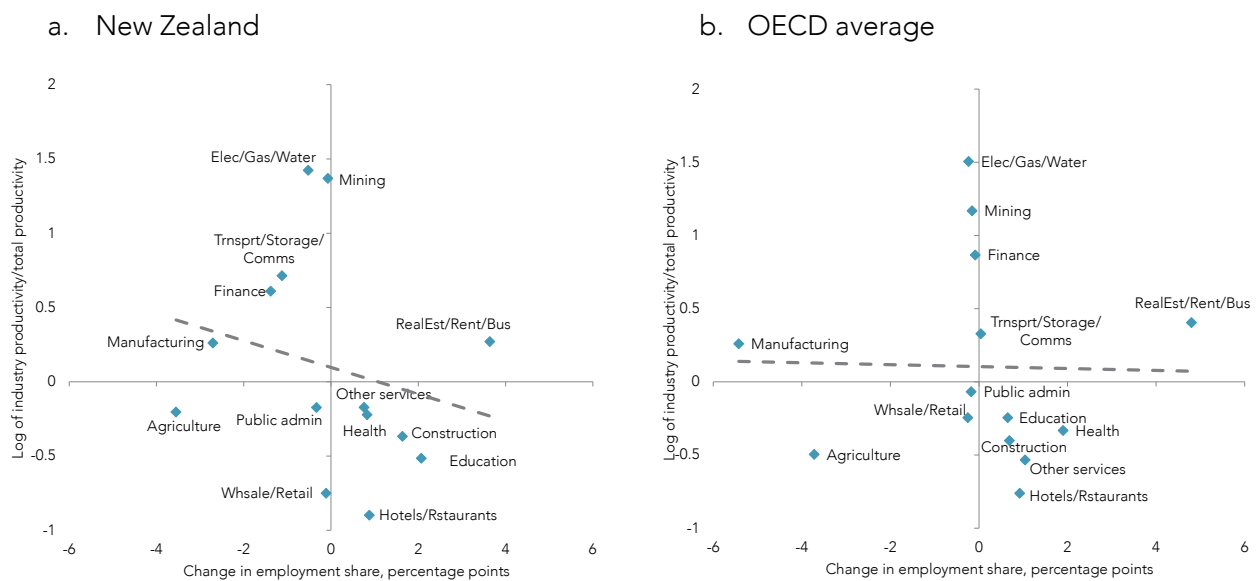 a. New Zealand
Log of industry productivity/total productivity
2
1.5
1
0.5
0
-0.5
-1
Elec/Gas/Water
Mining
Trnsprt/Storage/
Comms
Finance
RealEst/Rent/Bus
Manufacturing
Other services
Agriculture
Public admin
Health
Construction
Education
Whsale/Retail
Hotels/Rstaurants
-6
-4
-2
0
2
4
6
Change in employment share, percentage points
b. OECD average
Log of industry productivity/total productivity
2
1.5
1
0.5
0
-0.5
-1
Elec/Gas/Water
Mining
Finance
RealEst/Rent/Bus
Trnsprt/Storage/
Comms
Manufacturing
Public admin
Whsale/Retail
Education
Health
Construction
Agriculture
Other services
Hotels/Rstaurants
-6
-4
-2
0
2
4
6
Change in employment share, percentage points